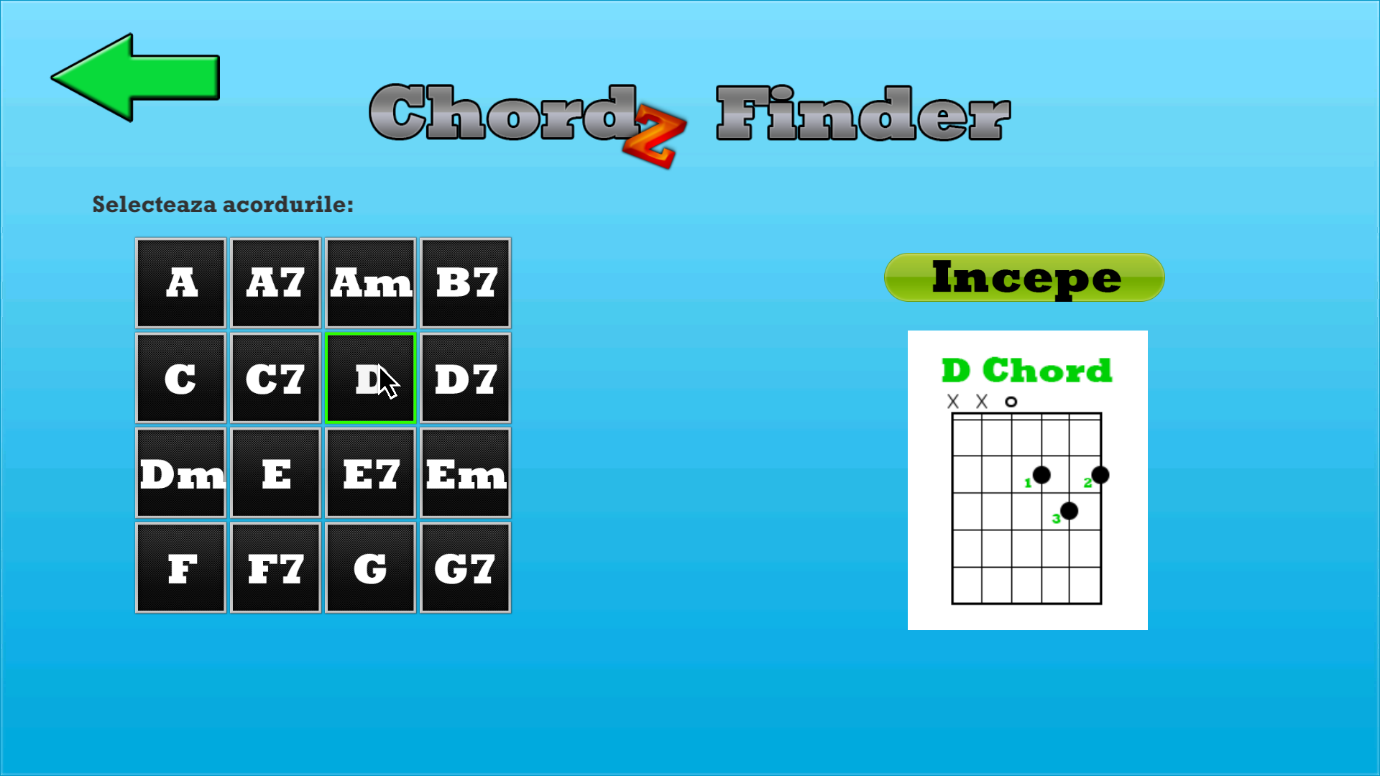 Chordz Finder
Selecteaza acordurile:
A A7 Am B7
C C7 D D7
Dm E E7 Em
F F7 G G7
Incepe
D Chord
X X o
1 2
3